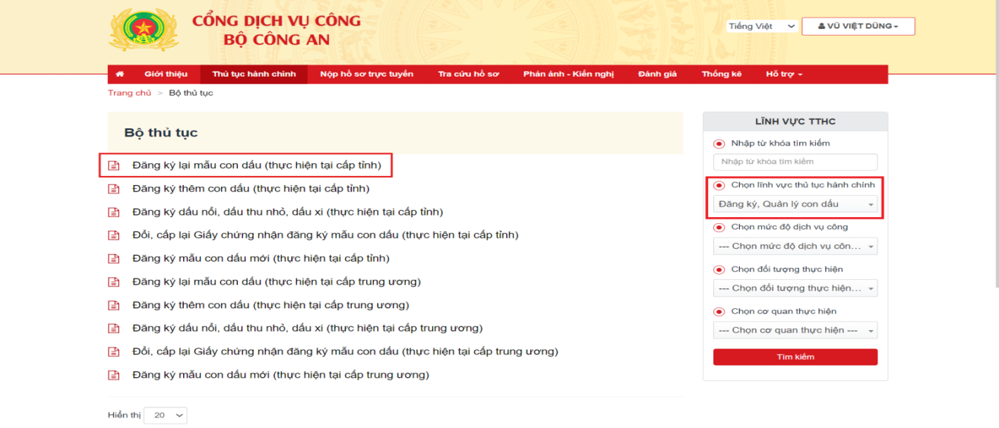 CỔNG DỊCH VỤ CÔNG
BỘ CÔNG AN
Tiếng Việt
VŨ VIỆT DŨNG
Giới thiệu Thủ tục hành chính Nộp hồ sơ trực tuyến Tra cứu hồ sơ Phản ánh - Kiến nghị Đánh giá Thống kê Hỗ trợ
Trang chủ > Bộ thủ tục
Bộ thủ tục
Đăng ký lại mẫu con dấu (thực hiện tại cấp tỉnh)
Đăng ký thêm con dấu (thực hiện tại cấp tỉnh)
Đăng ký dấu nổi, dấu thu nhỏ, dấu xi (thực hiện tại cấp tỉnh)
Đổi, cấp lại Giấy chứng nhận đăng ký mẫu con dấu (thực hiện tại cấp tỉnh)
Đăng ký mẫu con dấu mới (thực hiện tại cấp tỉnh)
Đăng ký lại mẫu con dấu (thực hiện tại cấp trung ương)
Đăng ký thêm con dấu (thực hiện tại cấp trung ương)
Đăng ký dấu nổi, dấu thu nhỏ, dấu xi (thực hiện tại cấp trung ương)
Đổi, cấp lại Giấy chứng nhận đăng ký mẫu con dấu (thực hiện tại cấp trung ương)
Đăng ký mẫu con dấu mới (thực hiện tại cấp trung ương)
Hiển thị 20
LĨNH VỰC TTHC
Nhập từ khóa tìm kiếm
Nhập từ khóa tìm kiếm
Chọn lĩnh vực thủ tục hành chính
Đăng ký, Quản lý con dấu
Chọn mức độ dịch vụ công
--- Chọn mức độ dịch vụ côn...
Chọn đối tượng thực hiện
--- Chọn đối tượng thực hiện...
Chọn cơ quan thực hiện
--- Chọn cơ quan thực hiện ---
Tìm kiếm